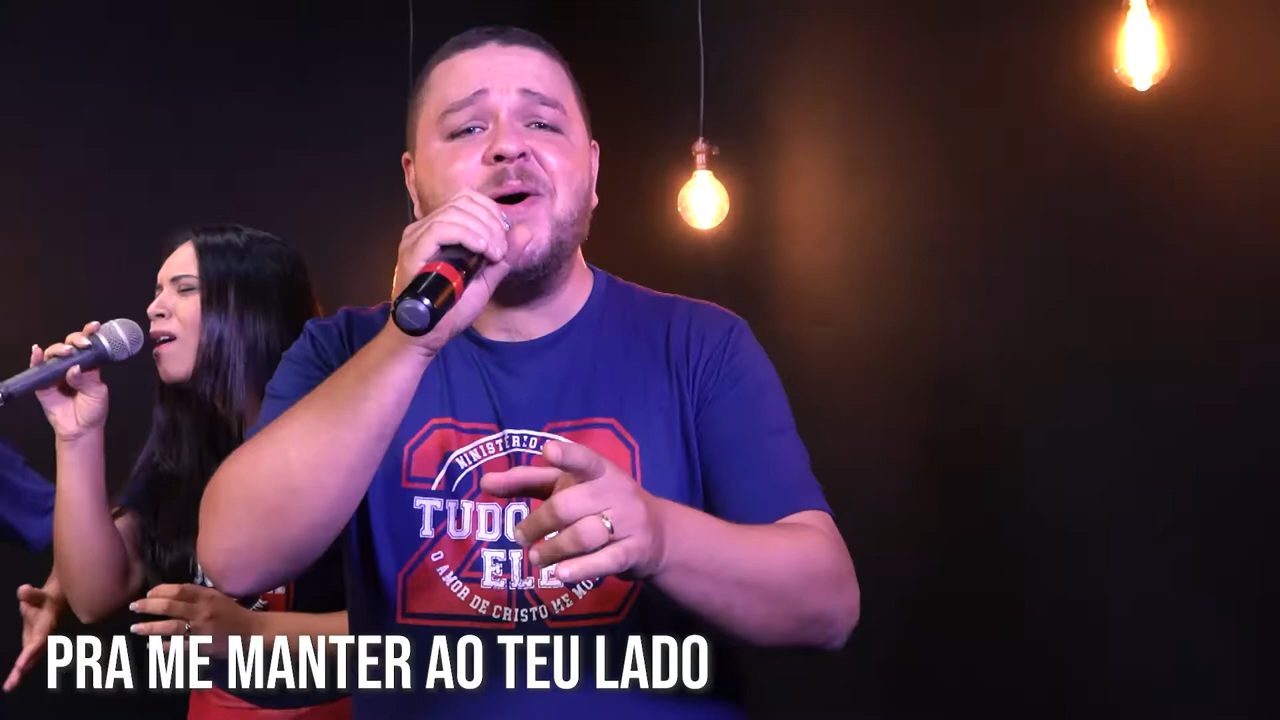 MINISTÉRIO
TUDO
ELE
O AMOR DE CRISTO ME
PRA ME MANTER AO TEU LADO